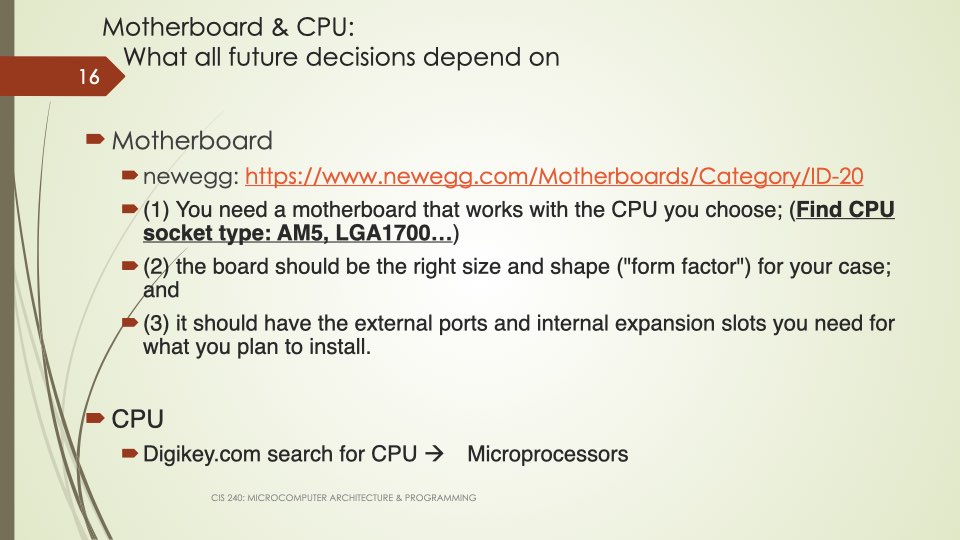 Motherboard & CPU:
What all future decisions depend on
16
Motherboard
newegg: https://www.newegg.com/Motherboards/Category/ID-20
(1) You need a motherboard that works with the CPU you choose; (Find CPU
socket type: AM5, LGA1700…)
(2) the board should be the right size and shape ("form factor") for your case;
and
(3) it should have the external ports and internal expansion slots you need for
what you plan to install.
CPU
Digikey.com search for CPU → Microprocessors
CIS 240: MICROCOMPUTER ARCHITECTURE & PROGRAMMING